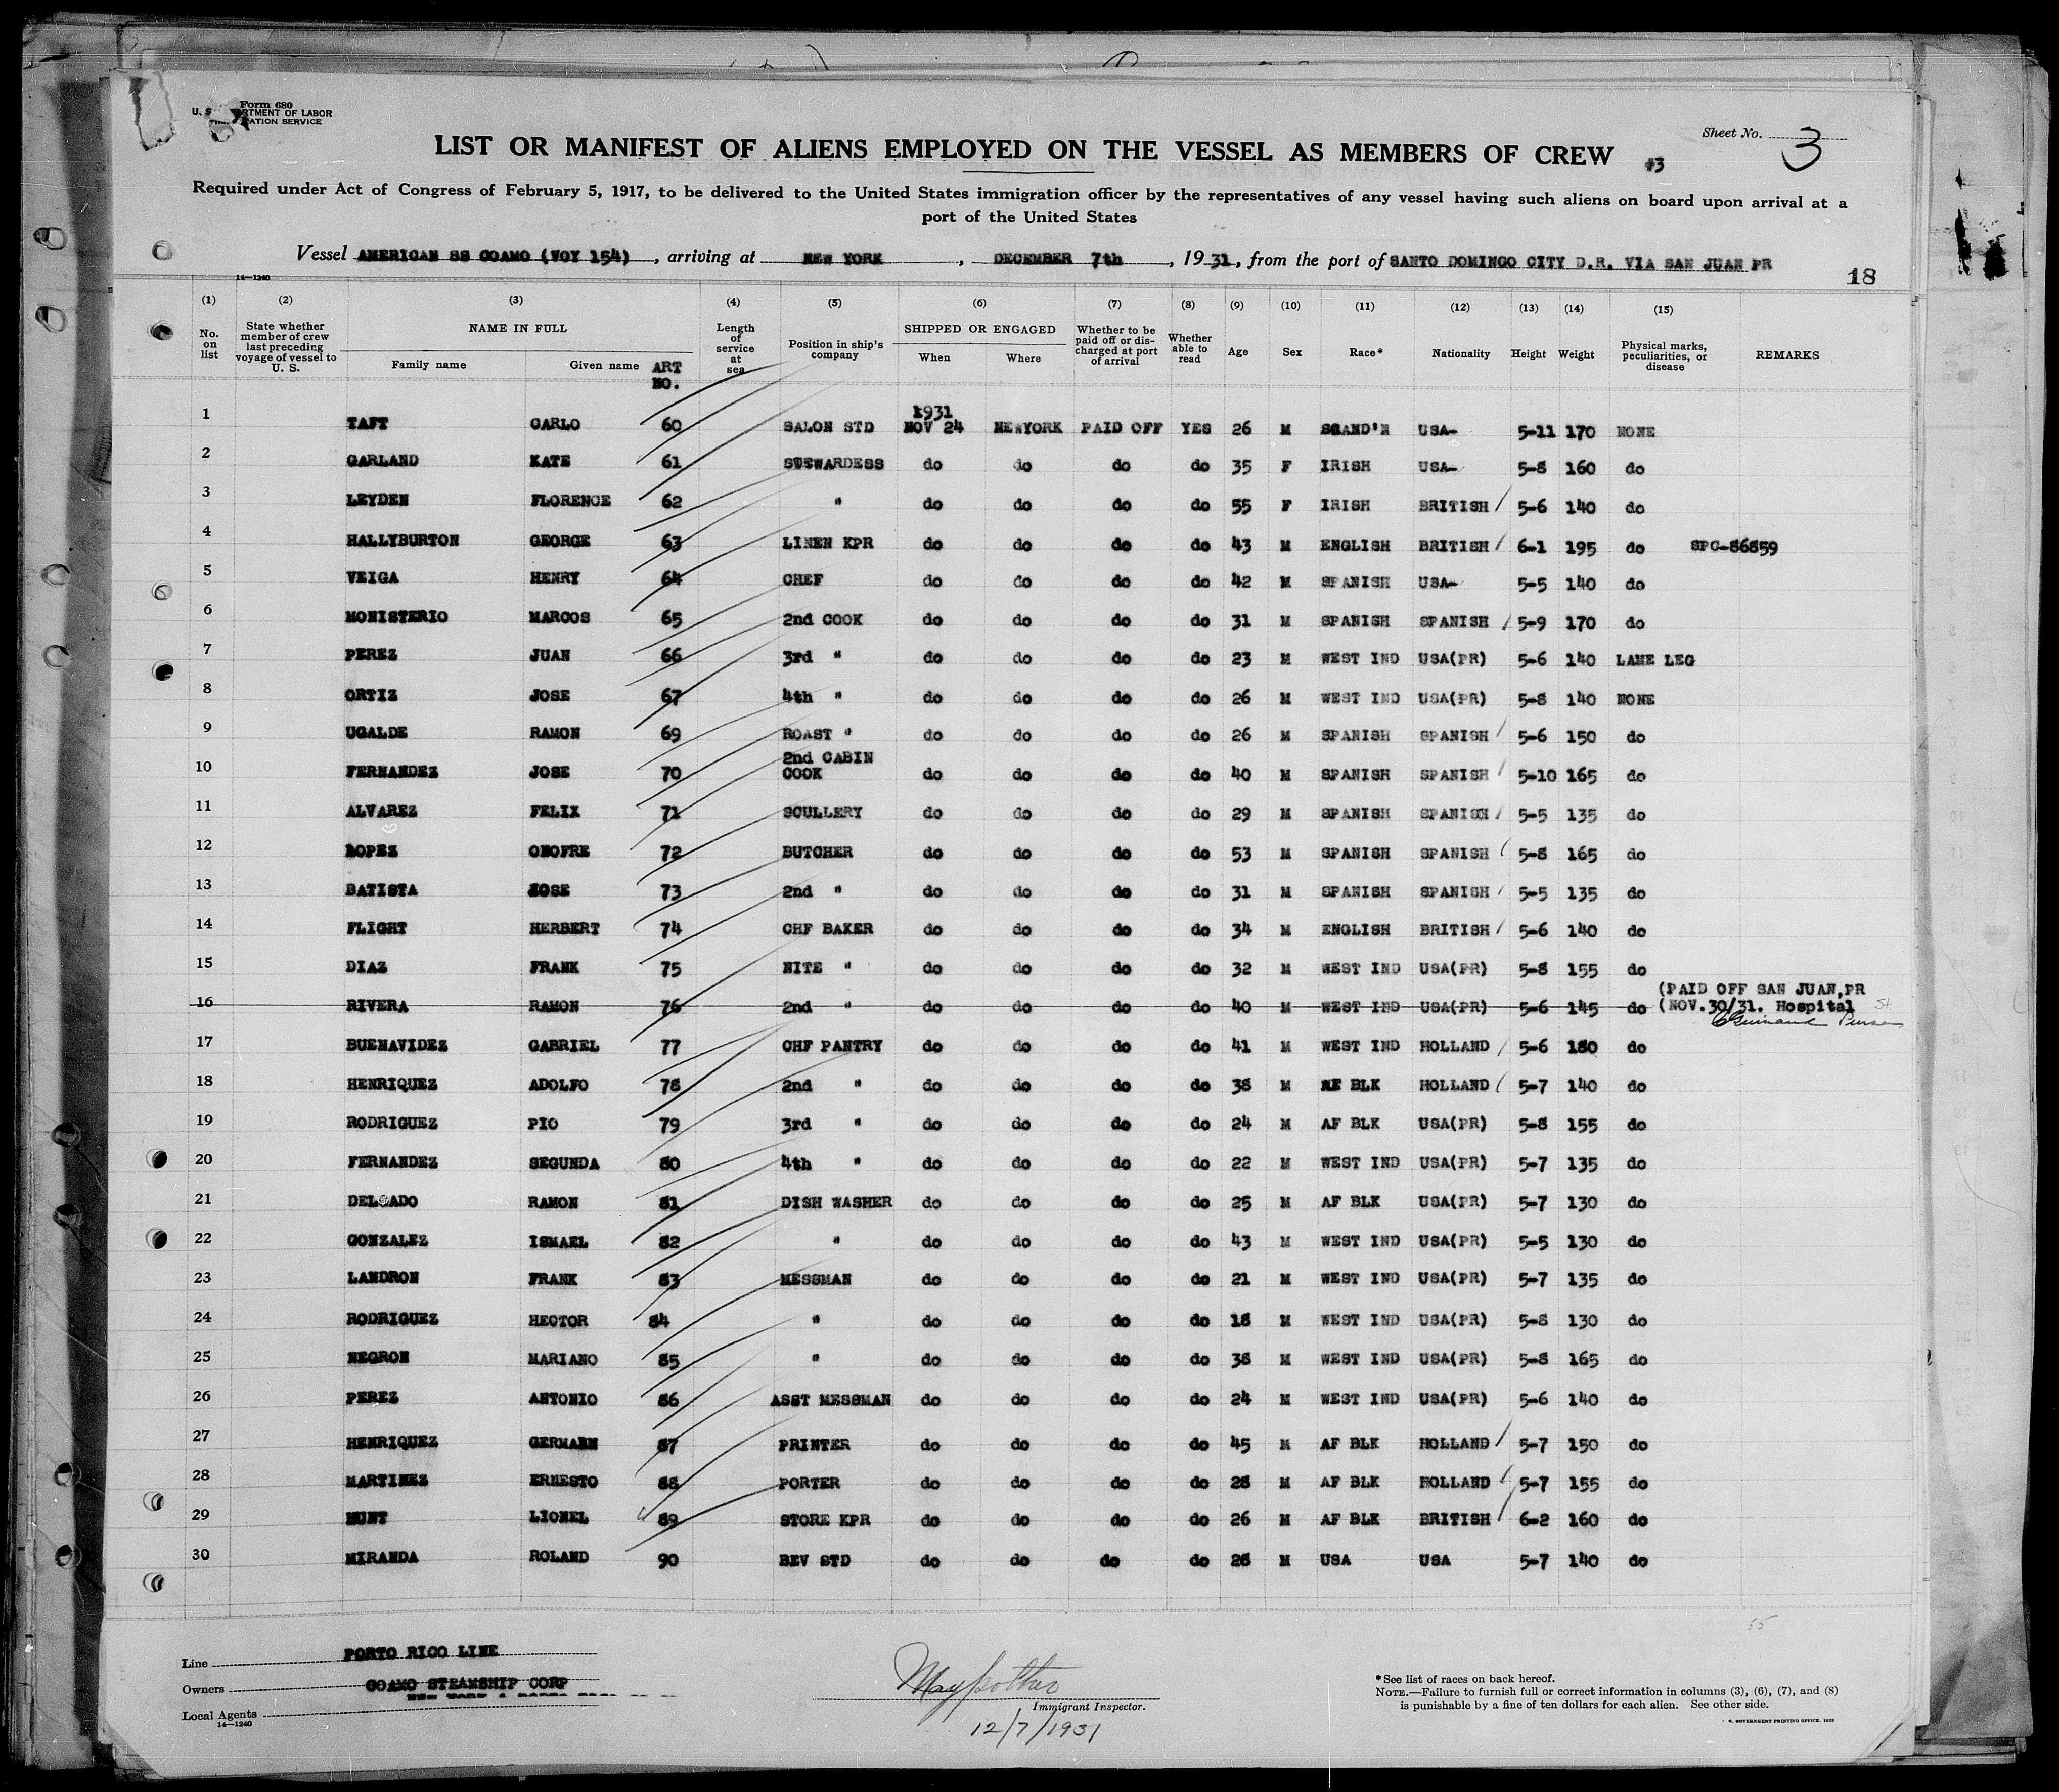 Form 680
U. S. DEPARTMENT OF LABOR
IMMIGRATION SERVICE
Sheet No. 3
LIST OR MANIFEST OF ALIENS EMPLOYED ON THE VESSEL AS MEMBERS OF CREW #3
Required under Act of Congress of February 5, 1917, to be delivered to the United States immigration officer by the representatives of any vessel having such aliens on board upon arrival at a
port of the United States
Vessel AMERICAN SS COAMO (VOY 154), arriving at NEW YORK, DECEMBER 7th, 1931, from the port of SANTO DOMINGO CITY D.R. VIA SAN JUAN PR
14—1240
18
(1) (2) (3) (4) (5) (6) (7) (8) (9) (10) (11) (12) (13) (14) (15)
No. on list State whether member of crew last preceding voyage of vessel to U. S. NAME IN FULL Family name Given name ART NO. Length of service at sea Position in ship's company SHIPPED OR ENGAGED When Where Whether to be paid off or discharged at port of arrival Whether able to read Age Sex Race* Nationality Height Weight Physical marks, peculiarities, or disease REMARKS
1 TAFT CARLO 60 SALON STD 1931 NOV 24 NEWYORK PAID OFF YES 26 M SCAND'N USA- 5-11 170 NONE
2 GARLAND KATE 61 STEWARDESS do do do do 35 F IRISH USA- 5-8 160 do
3 LEYDEN FLORENCE 62 " do do do do 55 F IRISH BRITISH / 5-6 140 do
4 HALLYBURTON GEORGE 63 LINEN KPR do do do do 43 M ENGLISH BRITISH / 6-1 195 do SPC-86859
5 VEIGA HENRY 64 CHEF do do do do 42 M SPANISH USA- 5-5 140 do
6 MONISTERIO MARCOS 65 2nd COOK do do do do 31 M SPANISH SPANISH / 5-9 170 do
7 PEREZ JUAN 66 3rd " do do do do 23 M WEST IND USA(PR) 5-6 140 LAME LEG
8 ORTIZ JOSE 67 4th " do do do do 26 M WEST IND USA(PR) 5-8 140 NONE
9 UGALDE RAMON 69 ROAST " do do do do 26 M SPANISH SPANISH / 5-6 150 do
10 FERNANDEZ JOSE 70 2nd CABIN COOK do do do do 40 M SPANISH SPANISH / 5-10 165 do
11 ALVAREZ FELIX 71 SCULLERY do do do do 29 M SPANISH SPANISH / 5-5 135 do
12 LOPEZ ONOFRE 72 BUTCHER do do do do 53 M SPANISH SPANISH / 5-8 165 do
13 BATISTA JOSE 73 2nd " do do do do 31 M SPANISH SPANISH / 5-5 135 do
14 FLIGHT HERBERT 74 CHF BAKER do do do do 34 M ENGLISH BRITISH / 5-6 140 do
15 DIAZ FRANK 75 NITE " do do do do 32 M WEST IND USA(PR) 5-8 155 do
16 RIVERA RAMON 76 2nd " do do do do 40 M WEST IND USA(PR) 5-6 145 do (PAID OFF SAN JUAN,PR (NOV.30/31. Hospital Purser
17 BUENAVIDEZ GABRIEL 77 CHF PANTRY do do do do 41 M WEST IND HOLLAND / 5-6 180 do
18 HENRIQUEZ ADOLFO 78 2nd " do do do do 38 M AF BLK HOLLAND / 5-7 140 do
19 RODRIGUEZ PIO 79 3rd " do do do do 24 M AF BLK USA(PR) 5-8 155 do
20 FERNANDEZ SEGUNDA 80 4th " do do do do 22 M WEST IND USA(PR) 5-7 135 do
21 DELGADO RAMON 81 DISH WASHER do do do do 25 M AF BLK USA(PR) 5-7 130 do
22 GONZALEZ ISMAEL 82 " do do do do 43 M WEST IND USA(PR) 5-5 130 do
23 LANDRON FRANK 83 MESSMAN do do do do 21 M WEST IND USA(PR) 5-7 135 do
24 RODRIGUEZ HECTOR 84 " do do do do 18 M WEST IND USA(PR) 5-8 130 do
25 NEGRON MARIANO 85 " do do do do 38 M WEST IND USA(PR) 5-8 165 do
26 PEREZ ANTONIO 86 ASST MESSMAN do do do do 24 M WEST IND USA(PR) 5-6 140 do
27 HENRIQUEZ GERMAEN 87 PRINTER do do do do 45 M AF BLK HOLLAND / 5-7 150 do
28 MARTINEZ ERNESTO 88 PORTER do do do do 28 M AF BLK HOLLAND / 5-7 155 do
29 HUNT LIONEL 89 STORE KPR do do do do 26 M AF BLK BRITISH / 6-2 160 do
30 MIRANDA ROLAND 90 BEV STD do do do do 28 M USA USA 5-7 140 do
55
Line PORTO RICO LINE
Owners COAMO STEAMSHIP CORP
Local Agents
14—1240
Immigrant Inspector.
12/7/1931
*See list of races on back hereof.
NOTE.—Failure to furnish full or correct information in columns (3), (6), (7), and (8)
is punishable by a fine of ten dollars for each alien. See other side.
GOVERNMENT PRINTING OFFICE